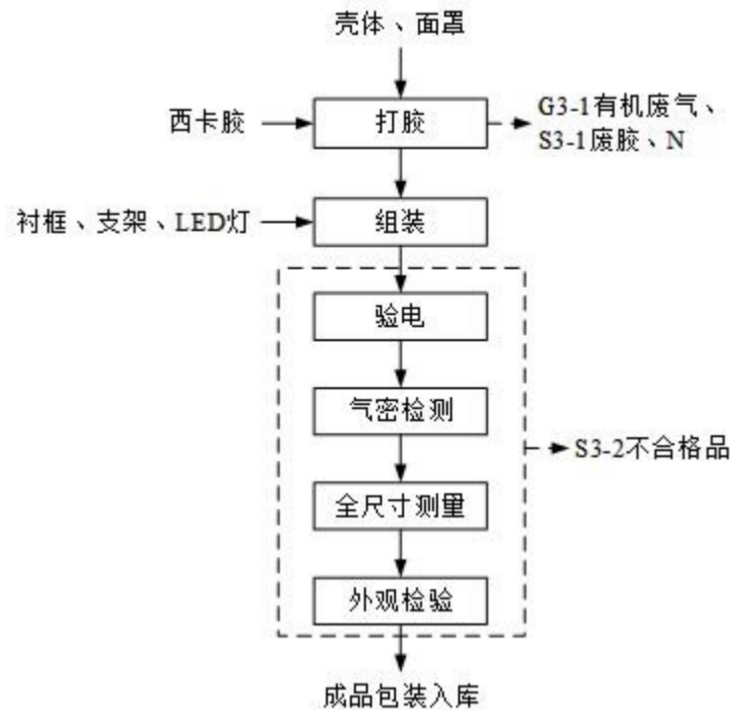 壳体、面罩
西卡胶
打胶
G3-1有机废气、
S3-1废胶、N
衬框、支架、LED灯
组装
验电
气密检测
S3-2不合格品
全尺寸测量
外观检验
成品包装入库